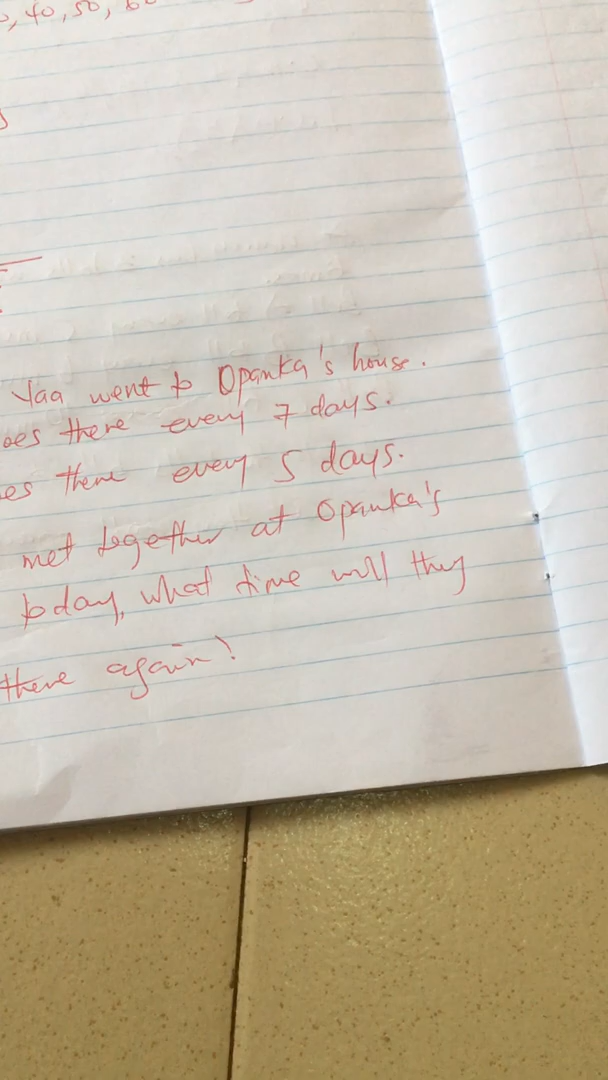 , 40, 50, 60
Yaa went to Opanka's house.
oes there every 7 days.
es there every 5 days.
met together at Opanka's
today, what time will they
there again?